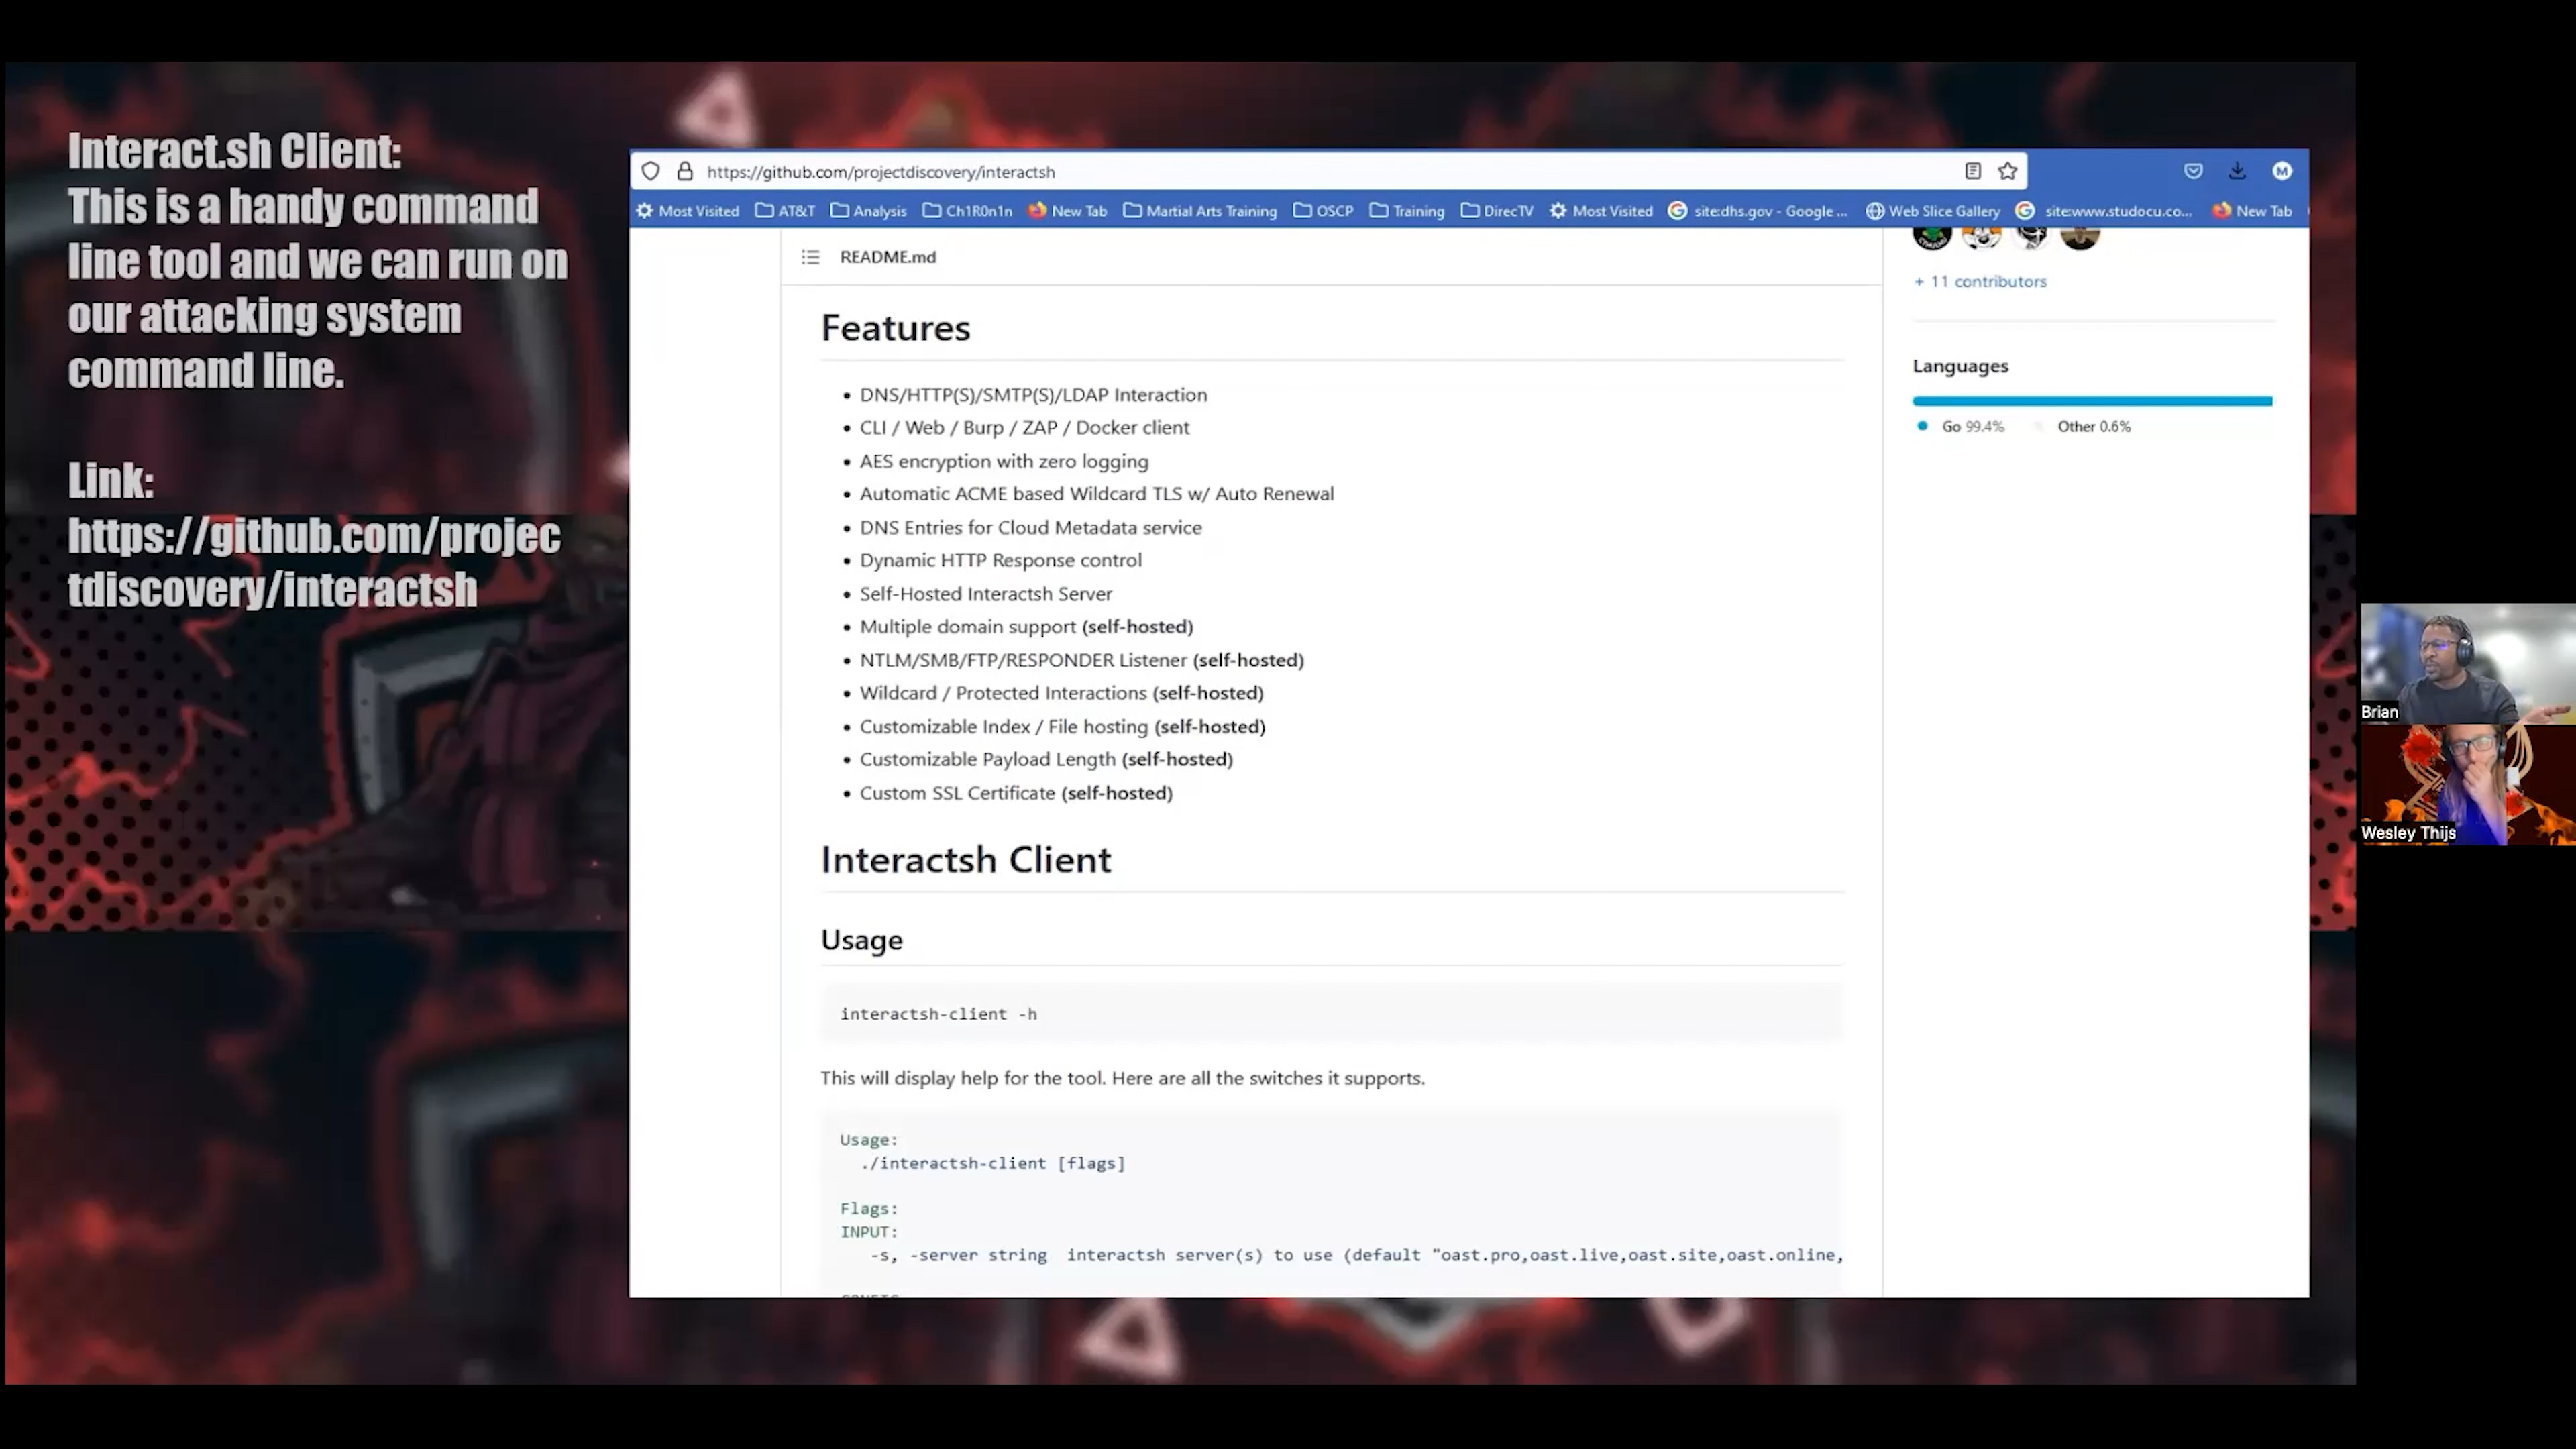 Interact.sh Client:
This is a handy command
line tool and we can run on
our attacking system
command line.
Link:
https://github.com/projec
tdiscovery/interactsh
https://github.com/projectdiscovery/interactsh
M
Most Visited AT&T Analysis Ch1R0n1n New Tab Martial Arts Training OSCP Training DirecTV Most Visited site:dhs.gov - Google ... Web Slice Gallery site:www.studocu.co... New Tab
README.md
Features
• DNS/HTTP(S)/SMTP(S)/LDAP Interaction
• CLI / Web / Burp / ZAP / Docker client
• AES encryption with zero logging
• Automatic ACME based Wildcard TLS w/ Auto Renewal
• DNS Entries for Cloud Metadata service
• Dynamic HTTP Response control
• Self-Hosted Interactsh Server
• Multiple domain support (self-hosted)
• NTLM/SMB/FTP/RESPONDER Listener (self-hosted)
• Wildcard / Protected Interactions (self-hosted)
• Customizable Index / File hosting (self-hosted)
• Customizable Payload Length (self-hosted)
• Custom SSL Certificate (self-hosted)
Interactsh Client
Usage
interactsh-client -h
This will display help for the tool. Here are all the switches it supports.
Usage:
./interactsh-client [flags]
Flags:
INPUT:
-s, -server string interactsh server(s) to use (default "oast.pro,oast.live,oast.site,oast.online,
+ 11 contributors
Languages
Go 99.4% Other 0.6%
Brian
Wesley Thijs